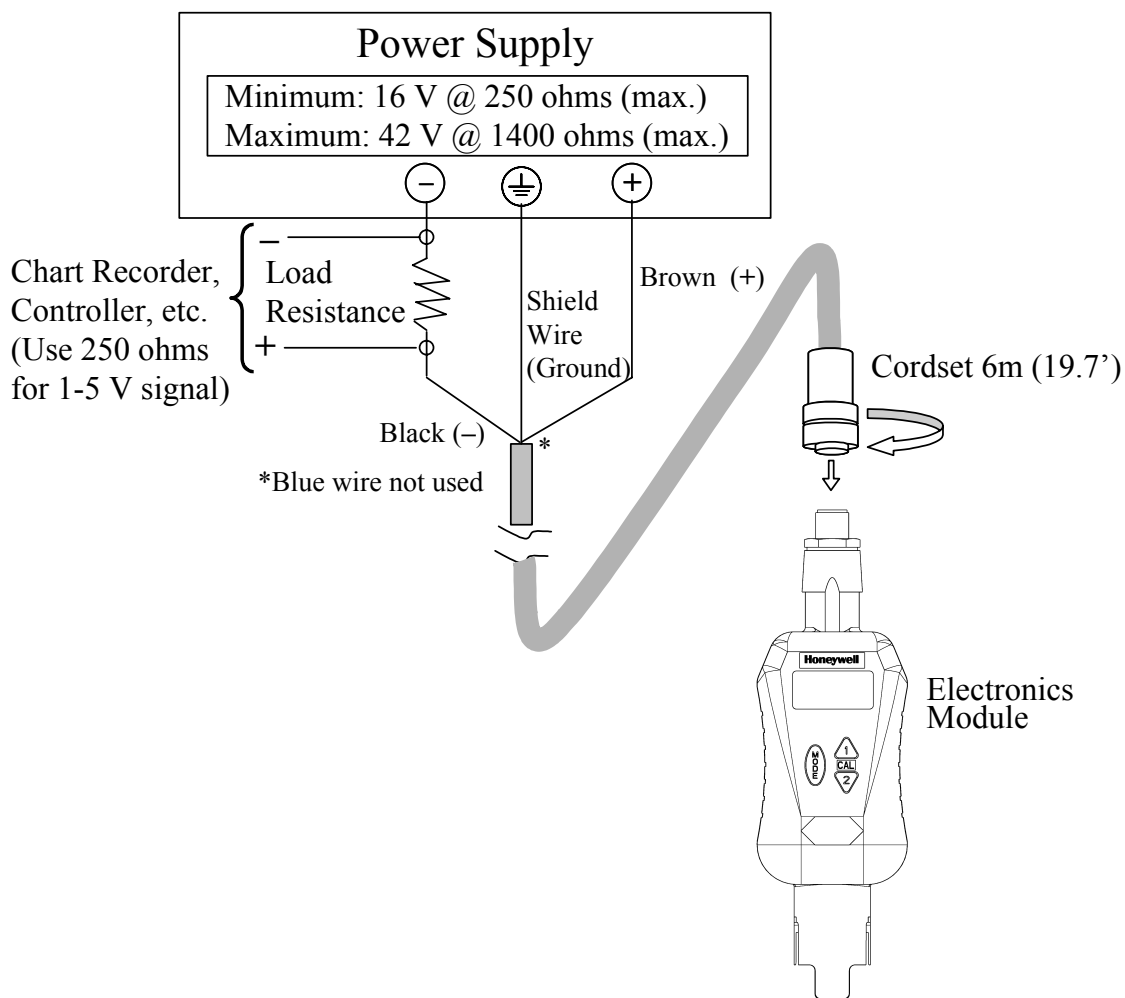 Power Supply
Minimum: 16 V @ 250 ohms (max.)
Maximum: 42 V @ 1400 ohms (max.)
−
+
Chart Recorder,
Controller, etc.
(Use 250 ohms
for 1-5 V signal)
−
Load
Resistance
+
Shield
Wire
(Ground)
Brown (+)
Black (−)
*
*Blue wire not used
Cordset 6m (19.7’)
Honeywell
MODE
1
CAL
2
Electronics
Module